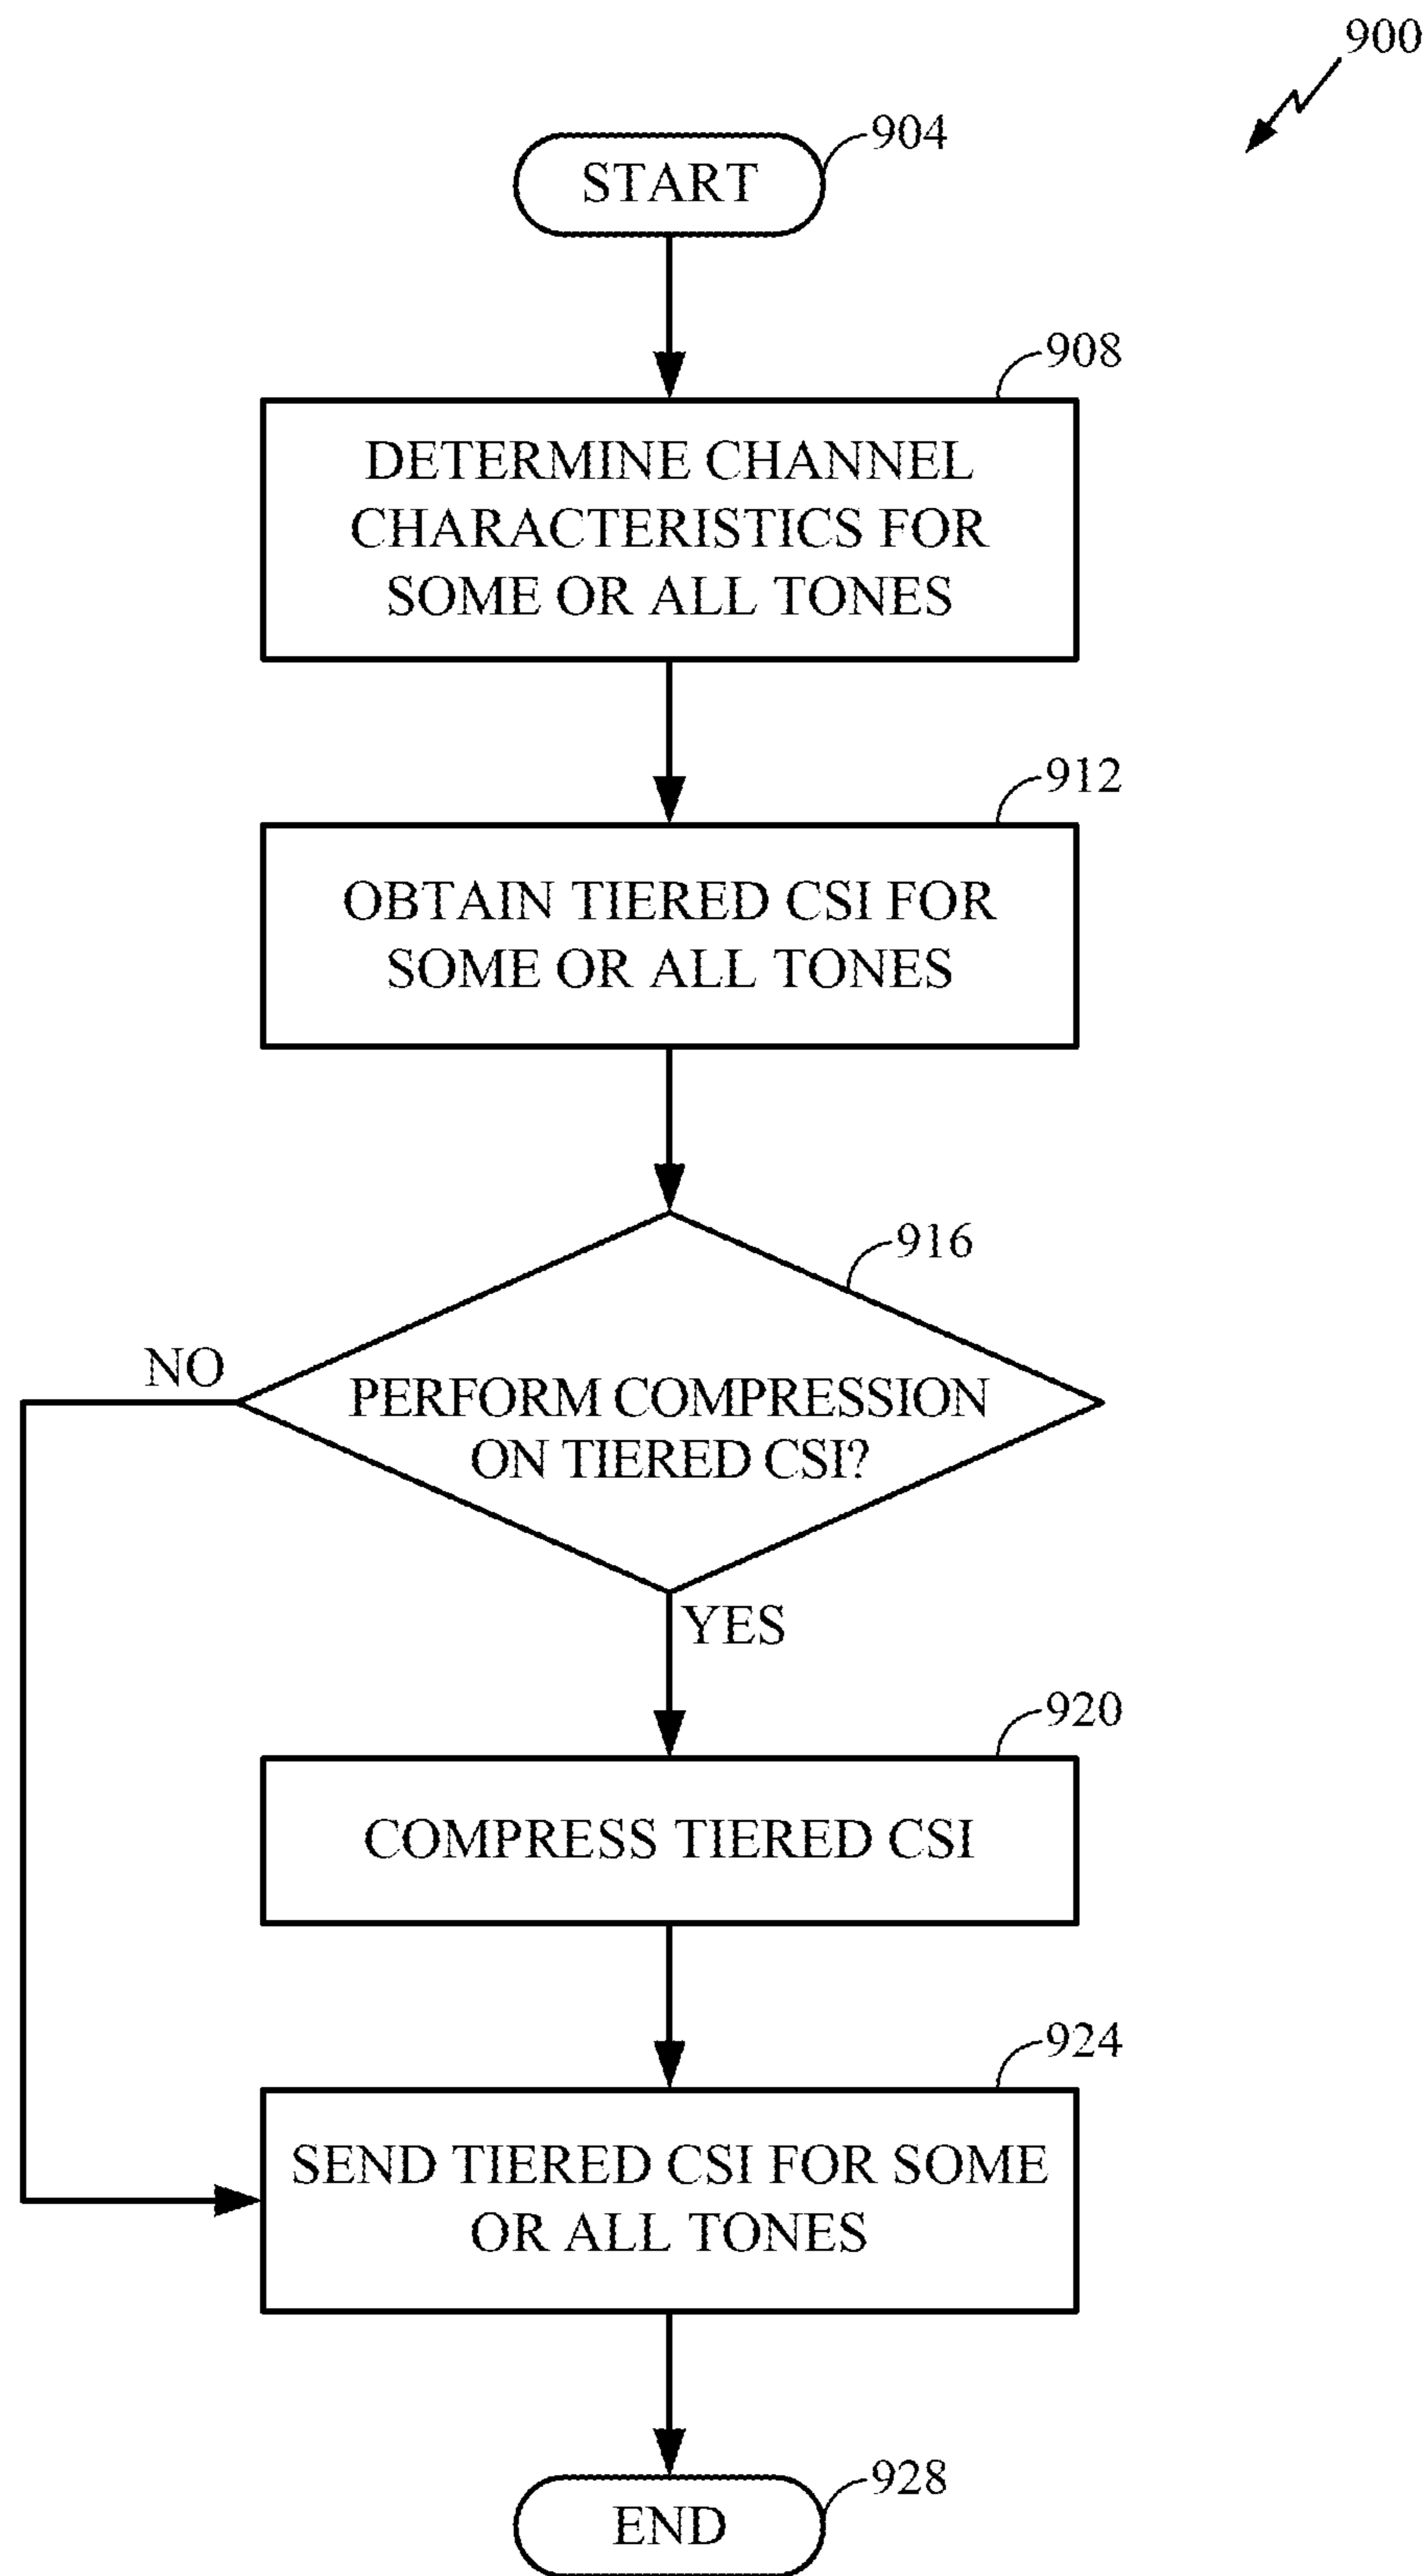 900
START
904
908
DETERMINE CHANNEL
CHARACTERISTICS FOR
SOME OR ALL TONES
912
OBTAIN TIERED CSI FOR
SOME OR ALL TONES
916
NO
PERFORM COMPRESSION
ON TIERED CSI?
YES
920
COMPRESS TIERED CSI
924
SEND TIERED CSI FOR SOME
OR ALL TONES
928
END